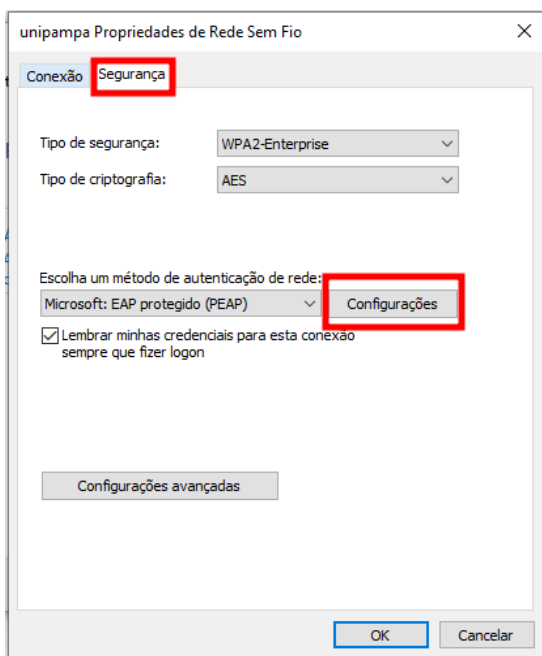 unipampa Propriedades de Rede Sem Fio
Conexão Segurança
Tipo de segurança: WPA2-Enterprise
Tipo de criptografia: AES
Escolha um método de autenticação de rede:
Microsoft: EAP protegido (PEAP) Configurações
Lembrar minhas credenciais para esta conexão
sempre que fizer logon
Configurações avançadas
OK Cancelar